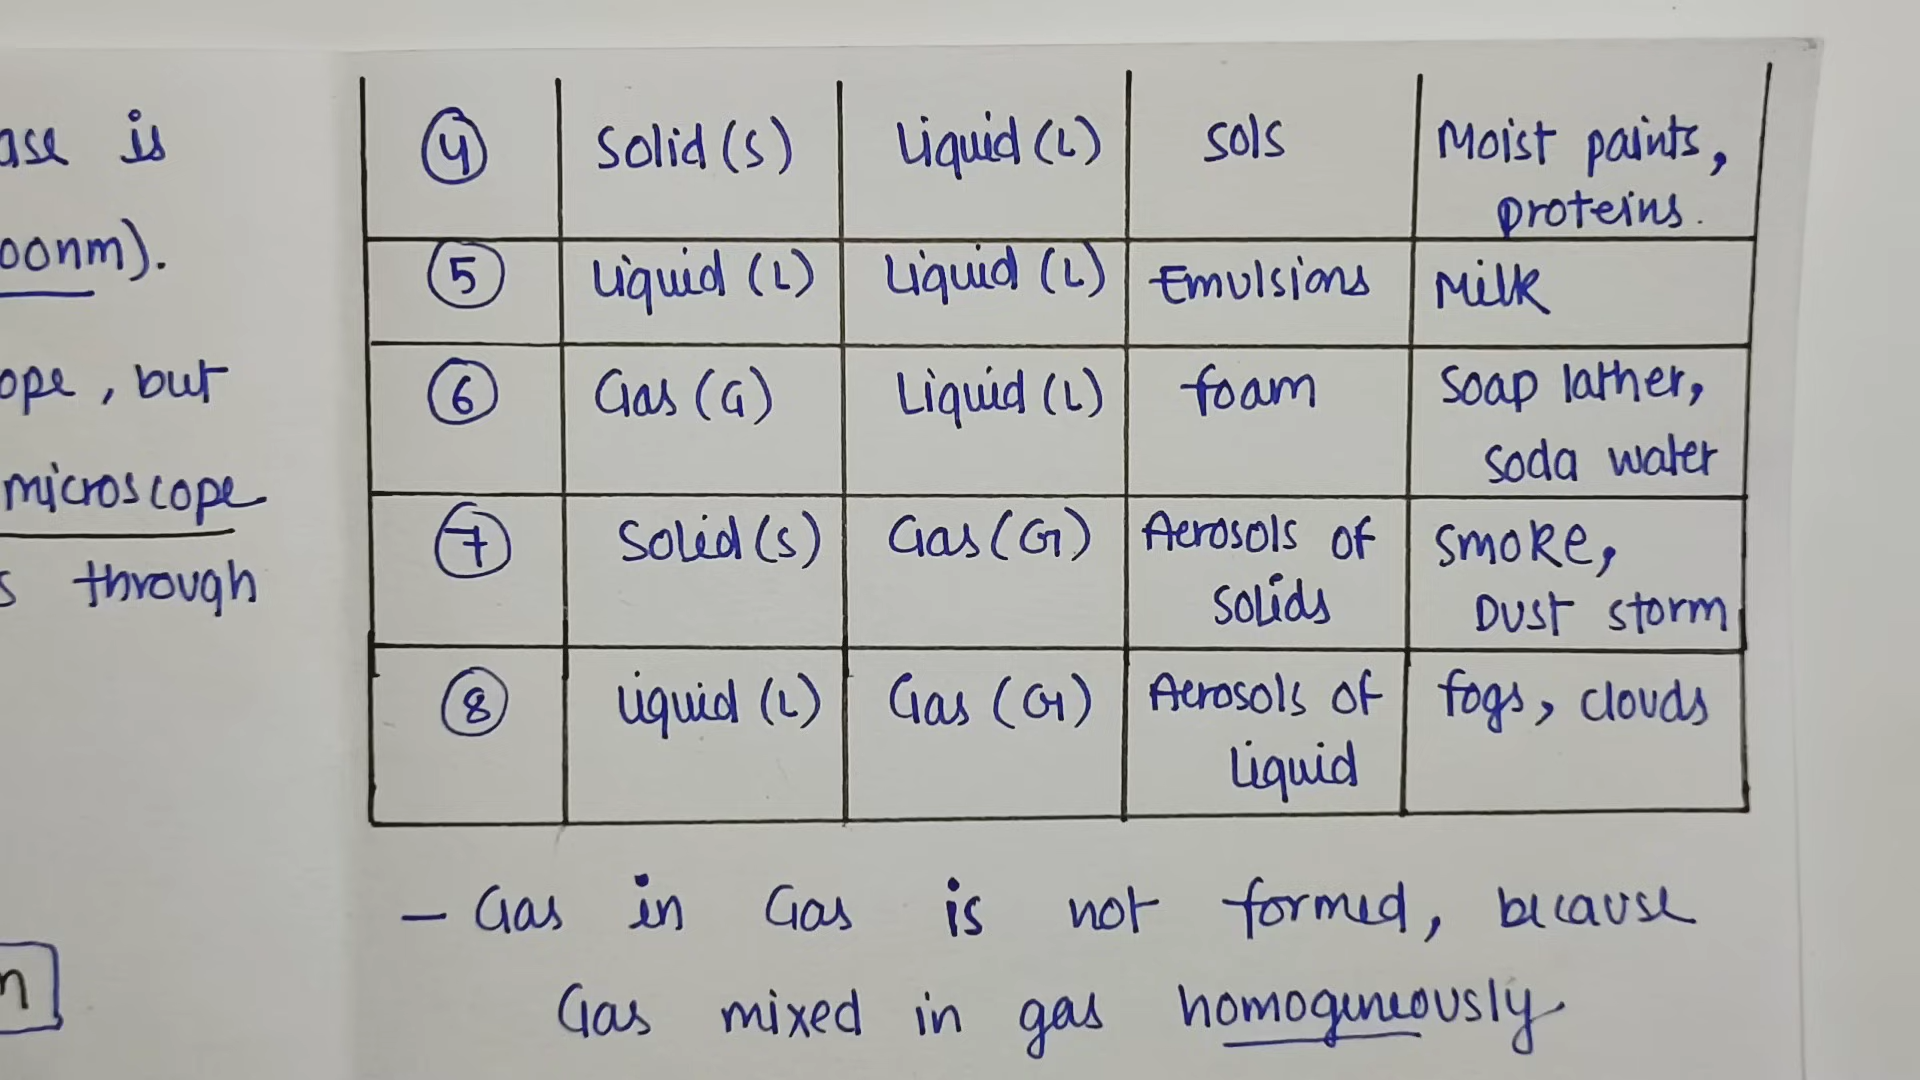 ase is
oonm).
ope, but
microscope
s through
n
4 Solid (S) Liquid (L) Sols Moist paints,
proteins.
5 Liquid (L) Liquid (L) Emulsions Milk
6 Gas (G) Liquid (L) foam Soap lather,
soda water
7 Solid (S) Gas (G) Aerosols of smoke,
solids Dust storm
8 Liquid (L) Gas (G) Aerosols of fogs, clouds
Liquid
- Gas in Gas is not formed, because
Gas mixed in gas homogeneously